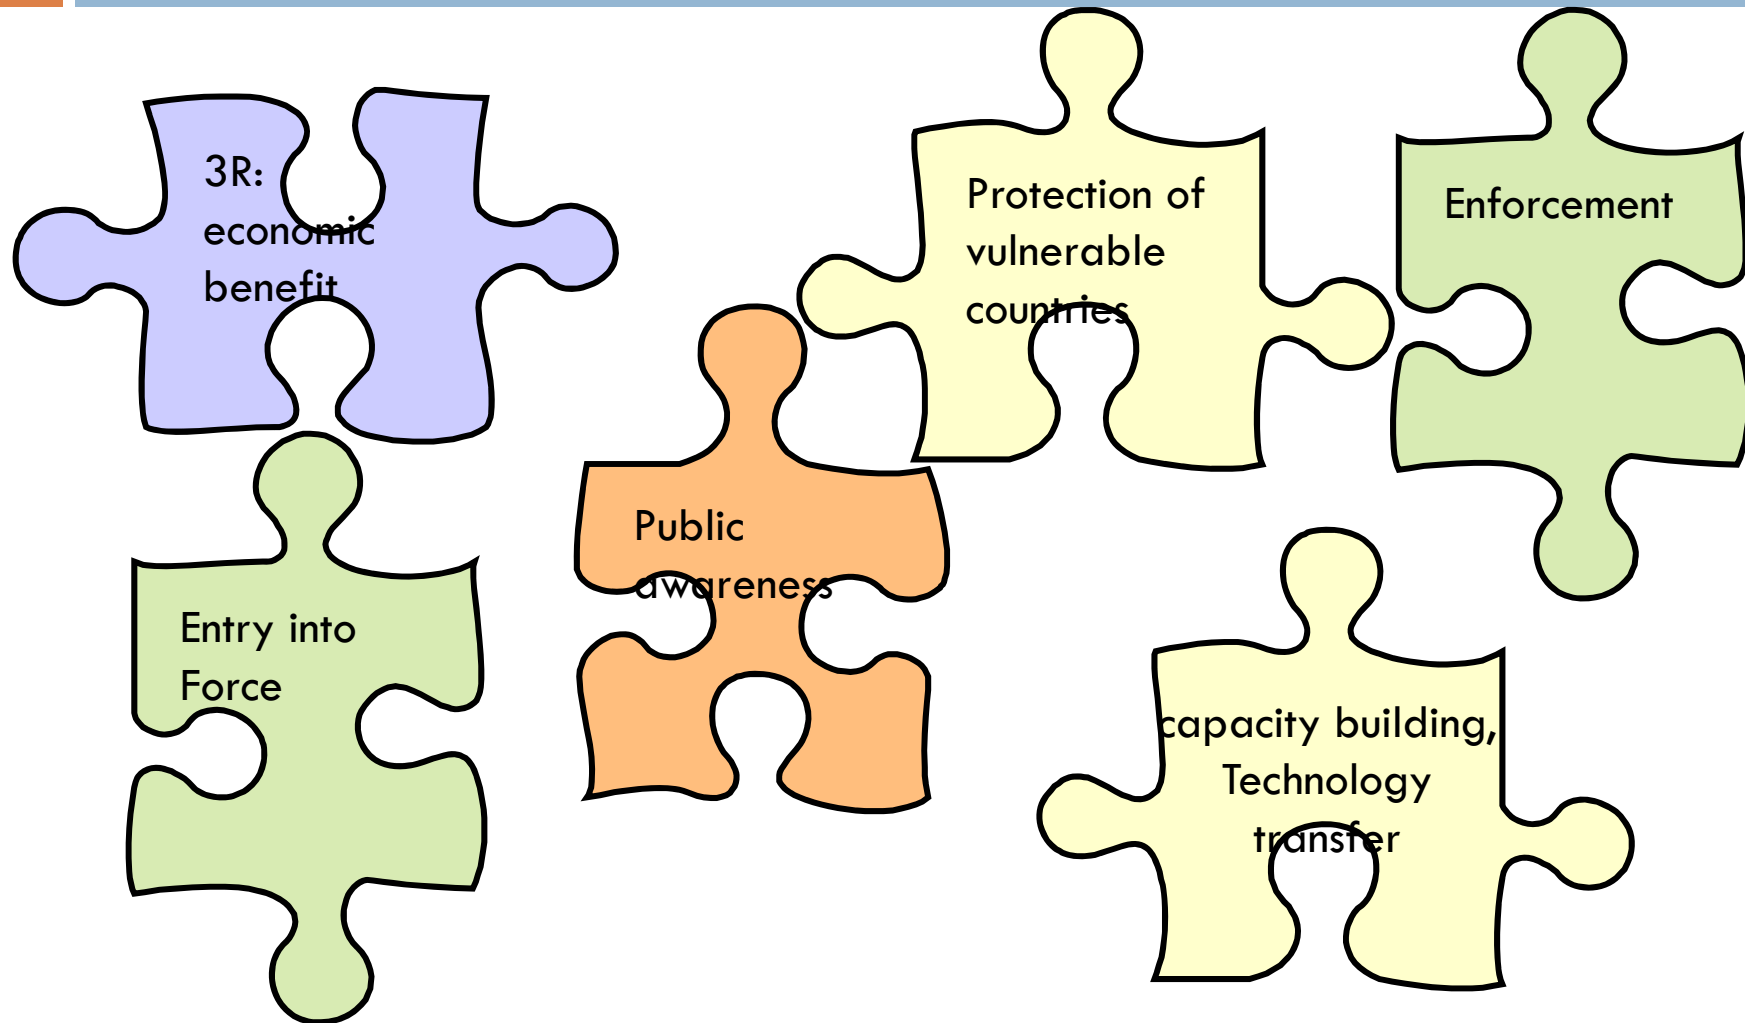 3R:
economic
benefit
Protection of
vulnerable
countries
Enforcement
Public
awareness
Entry into
Force
capacity building,
Technology
transfer